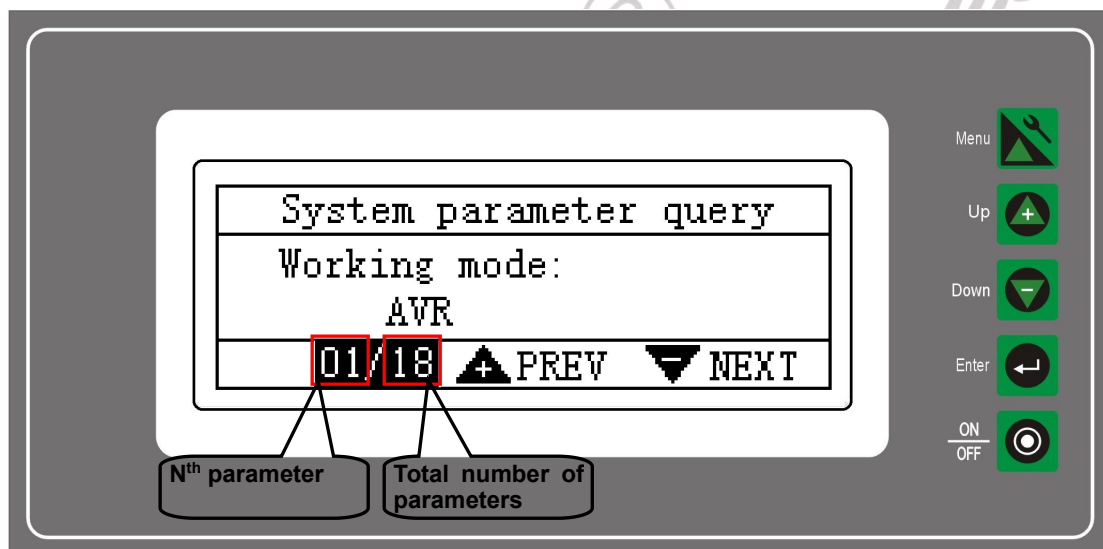 System parameter query
Working mode:
AVR
01/18 + PREV - NEXT
Nth parameter
Total number of
parameters
Menu
Up
Down
Enter
ON
OFF